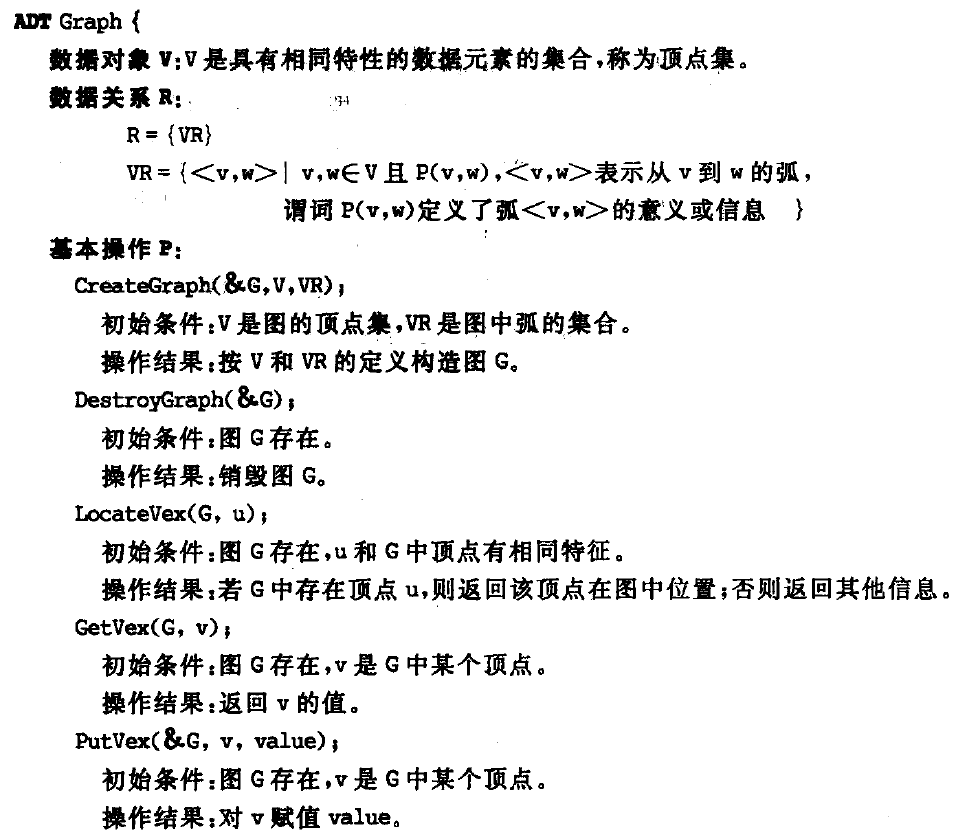 ADT Graph {
数据对象 V:V 是具有相同特性的数据元素的集合,称为顶点集。
数据关系 R:
R = {VR}
VR = {<v,w>| v,w∈V 且 P(v,w),<v,w>表示从 v 到 w 的弧,
谓词 P(v,w)定义了弧<v,w>的意义或信息 }
基本操作 P:
CreateGraph(&G,V,VR);
初始条件:V 是图的顶点集,VR 是图中弧的集合。
操作结果:按 V 和 VR 的定义构造图 G。
DestroyGraph(&G);
初始条件:图 G 存在。
操作结果:销毁图 G。
LocateVex(G, u);
初始条件:图 G 存在,u 和 G 中顶点有相同特征。
操作结果:若 G 中存在顶点 u,则返回该顶点在图中位置;否则返回其他信息。
GetVex(G, v);
初始条件:图 G 存在,v 是 G 中某个顶点。
操作结果:返回 v 的值。
PutVex(&G, v, value);
初始条件:图 G 存在,v 是 G 中某个顶点。
操作结果:对 v 赋值 value。